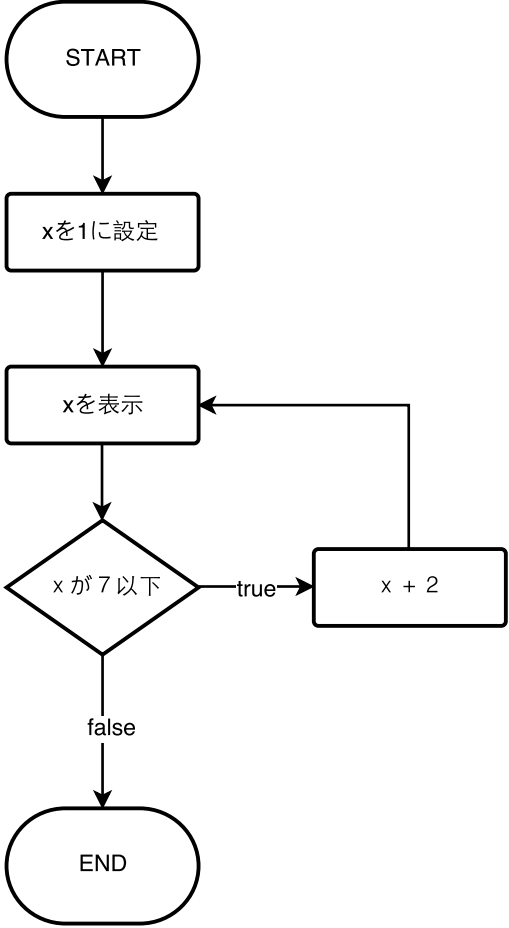 START
xを1に設定
xを表示
x が 7 以下
true
x + 2
false
END